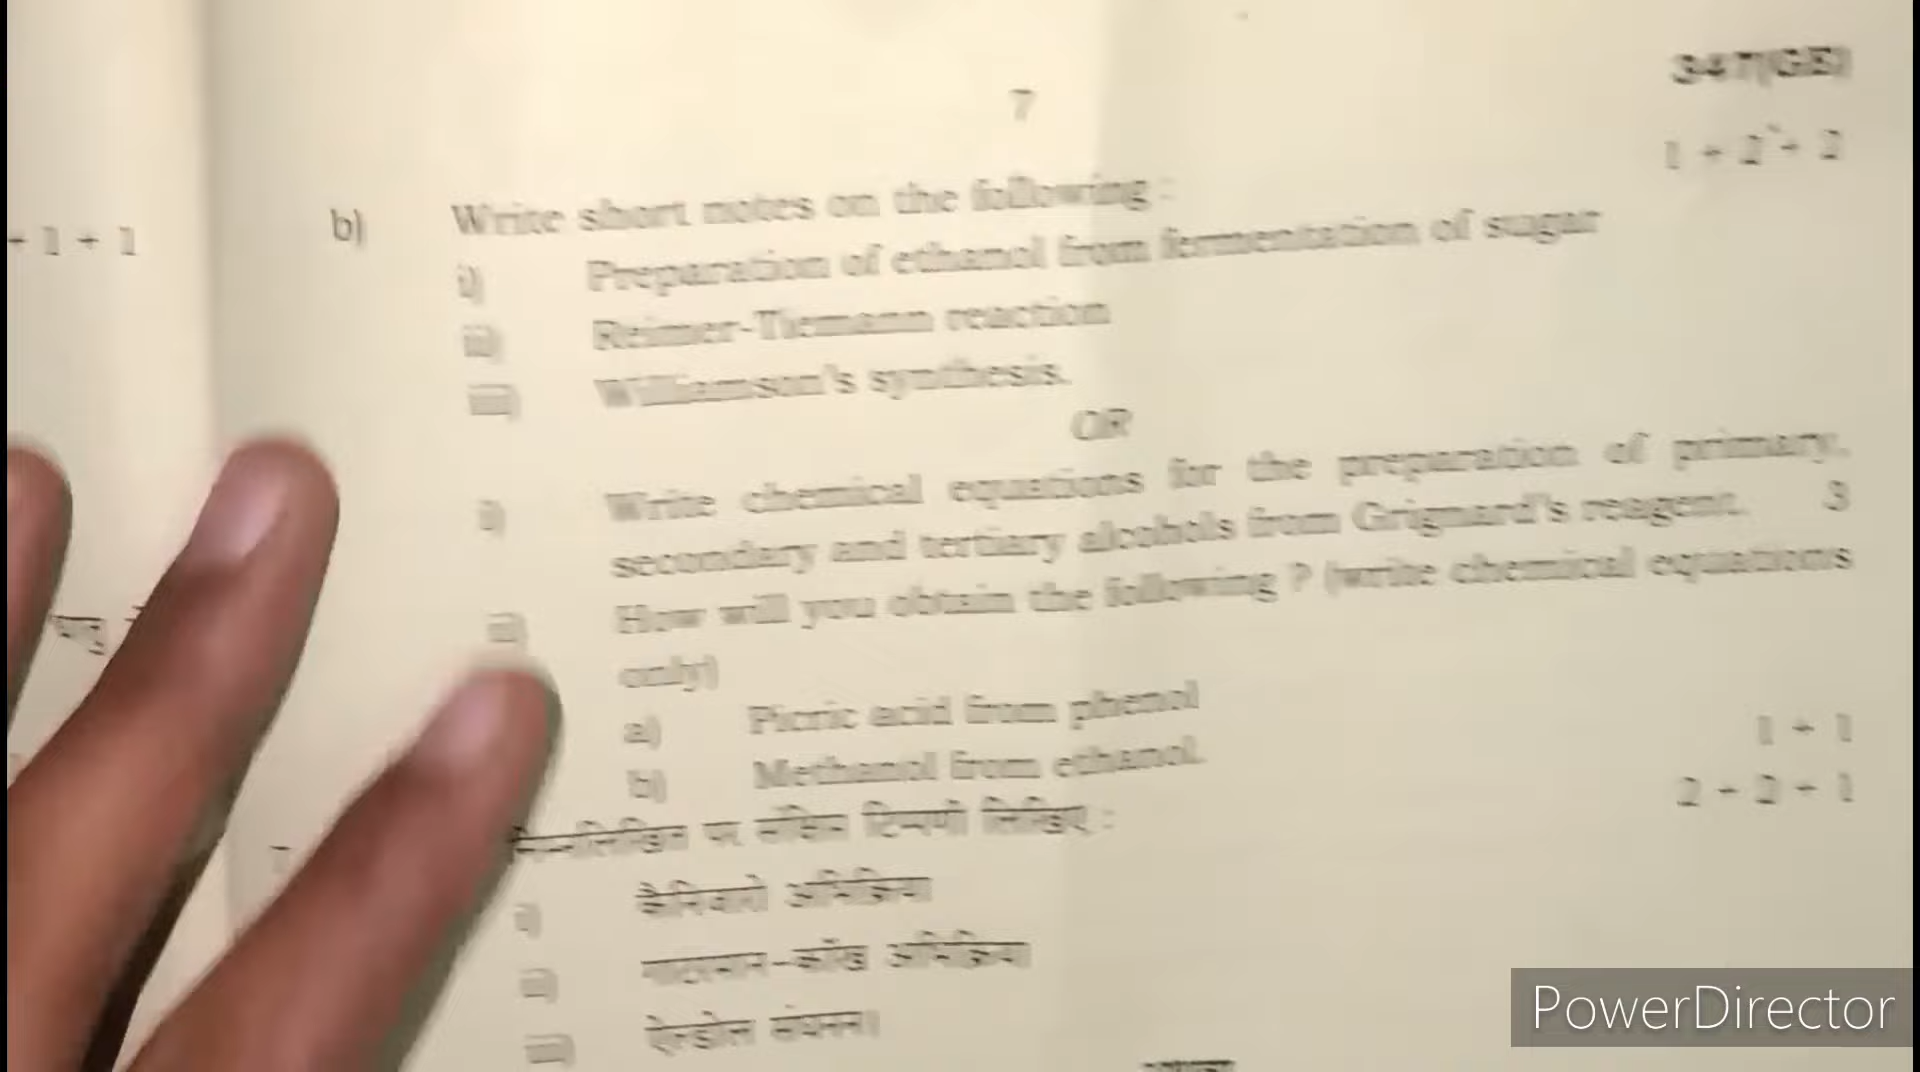 347(GE)
7
1 + 2 + 2
+ 1 + 1
b) Write short notes on the following :
i) Preparation of ethanol from fermentation of sugar
ii) Reimer-Tiemann reaction
iii) Williamson's synthesis.
OR
i) Write chemical equations for the preparation of primary,
secondary and tertiary alcohols from Grignard's reagent. 3
ii) How will you obtain the following ? (write chemical equations
only)
a) Picric acid from phenol
b) Methanol from ethanol. 1 + 1
निम्नलिखित पर संक्षिप्त टिप्पणी लिखिए : 2 + 2 + 1
i) कैनिजारो अभिक्रिया
ii) गाटरमान-कॉख अभिक्रिया
iii) ऐल्डोल संघनन।
PowerDirector